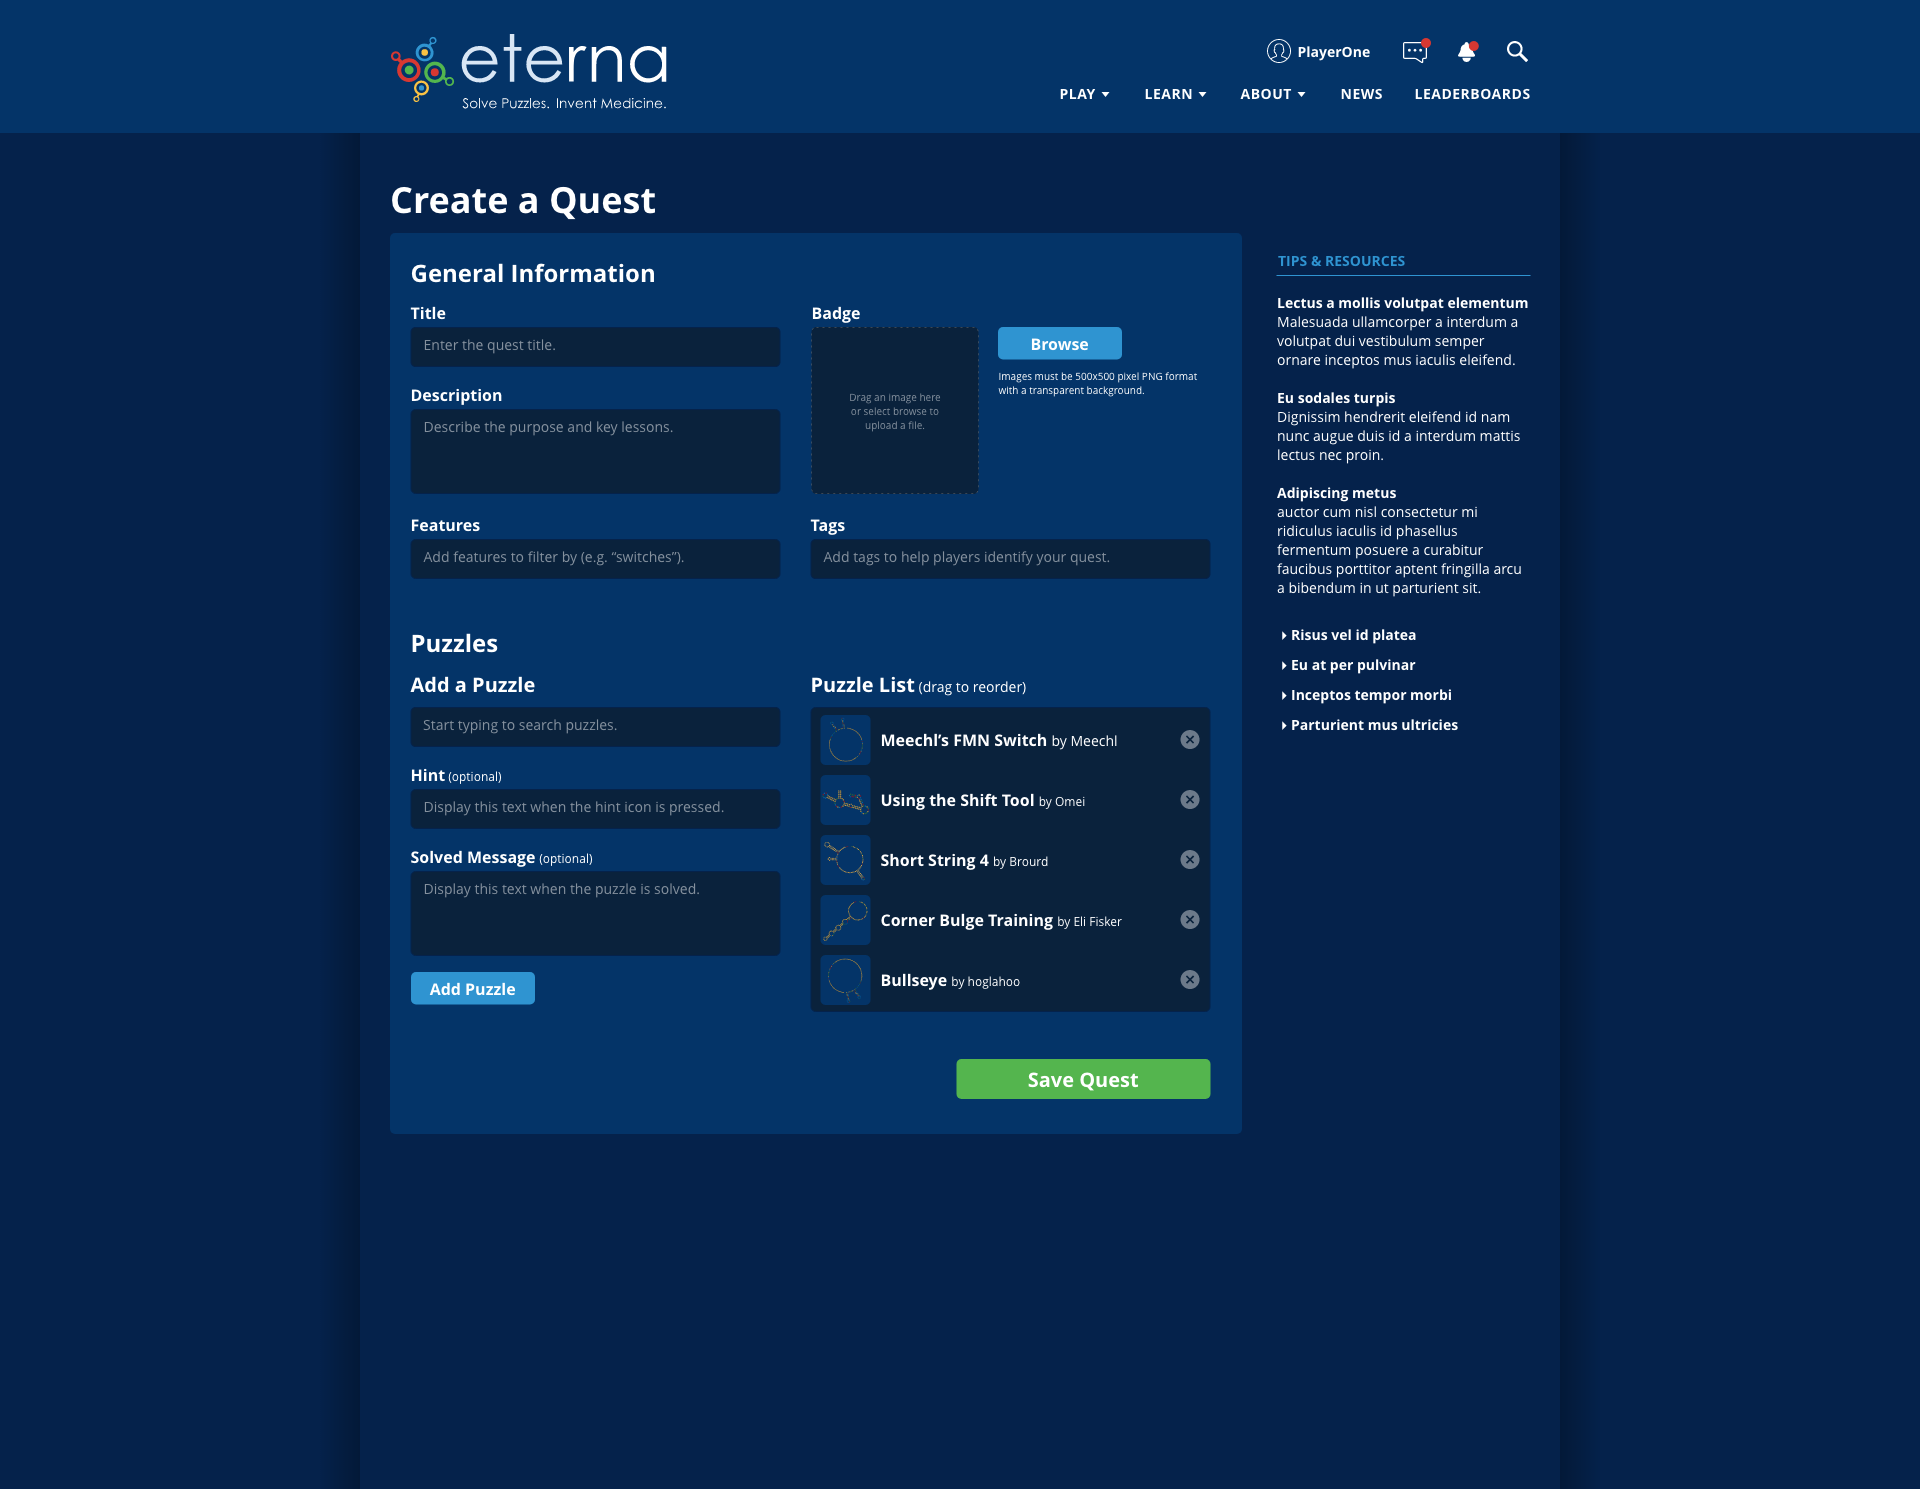 eterna
Solve Puzzles. Invent Medicine.
PlayerOne
PLAY
LEARN
ABOUT
NEWS
LEADERBOARDS
Create a Quest
General Information
Title
Enter the quest title.
Description
Describe the purpose and key lessons.
Badge
Drag an image here
or select browse to
upload a file.
Browse
Images must be 500x500 pixel PNG format
with a transparent background.
Features
Add features to filter by (e.g. “switches”).
Tags
Add tags to help players identify your quest.
Puzzles
Add a Puzzle
Start typing to search puzzles.
Hint (optional)
Display this text when the hint icon is pressed.
Solved Message (optional)
Display this text when the puzzle is solved.
Add Puzzle
Puzzle List (drag to reorder)
Meechl’s FMN Switch by Meechl
Using the Shift Tool by Omei
Short String 4 by Brourd
Corner Bulge Training by Eli Fisker
Bullseye by hoglahoo
Save Quest
TIPS & RESOURCES
Lectus a mollis volutpat elementum
Malesuada ullamcorper a interdum a
volutpat dui vestibulum semper
ornare inceptos mus iaculis eleifend.
Eu sodales turpis
Dignissim hendrerit eleifend id nam
nunc augue duis id a interdum mattis
lectus nec proin.
Adipiscing metus
auctor cum nisl consectetur mi
ridiculus iaculis id phasellus
fermentum posuere a curabitur
faucibus porttitor aptent fringilla arcu
a bibendum in ut parturient sit.
Risus vel id platea
Eu at per pulvinar
Inceptos tempor morbi
Parturient mus ultricies